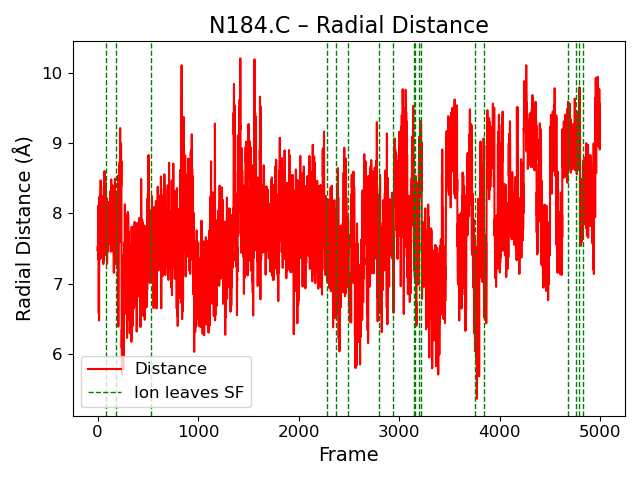 N184.C – Radial Distance
Radial Distance (Å)
10
9
8
7
6
Distance
Ion leaves SF
0
1000
2000
3000
4000
5000
Frame